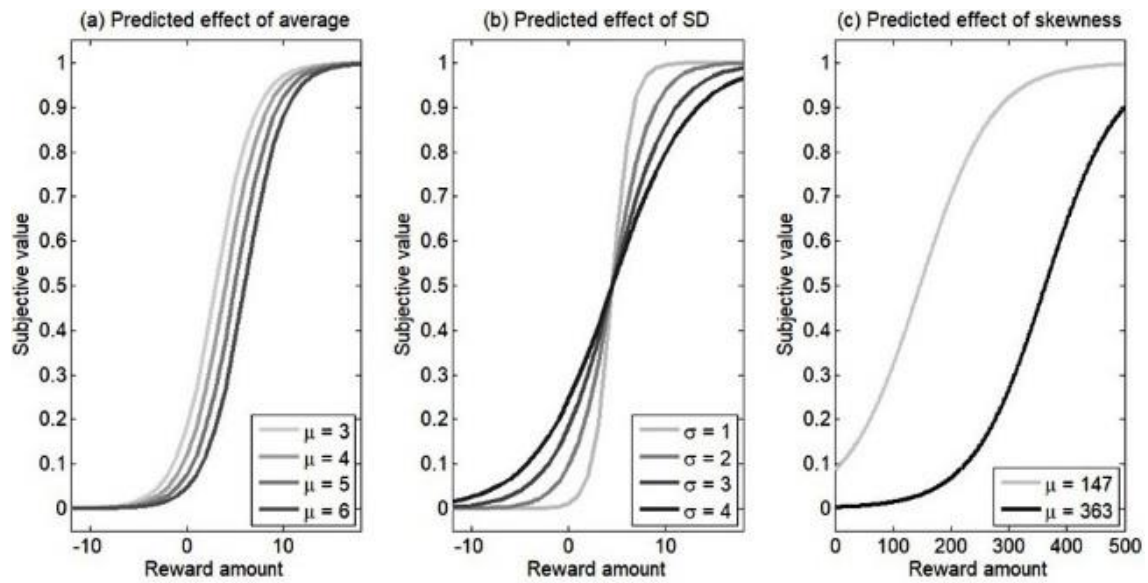 (a) Predicted effect of average
1
0.9
0.8
0.7
0.6
0.5
0.4
0.3
0.2
0.1
0
Subjective value
-10 0 10
Reward amount
μ = 3
μ = 4
μ = 5
μ = 6
(b) Predicted effect of SD
1
0.9
0.8
0.7
0.6
0.5
0.4
0.3
0.2
0.1
0
Subjective value
-10 0 10
Reward amount
σ = 1
σ = 2
σ = 3
σ = 4
(c) Predicted effect of skewness
1
0.9
0.8
0.7
0.6
0.5
0.4
0.3
0.2
0.1
0
Subjective value
0 100 200 300 400 500
Reward amount
μ = 147
μ = 363